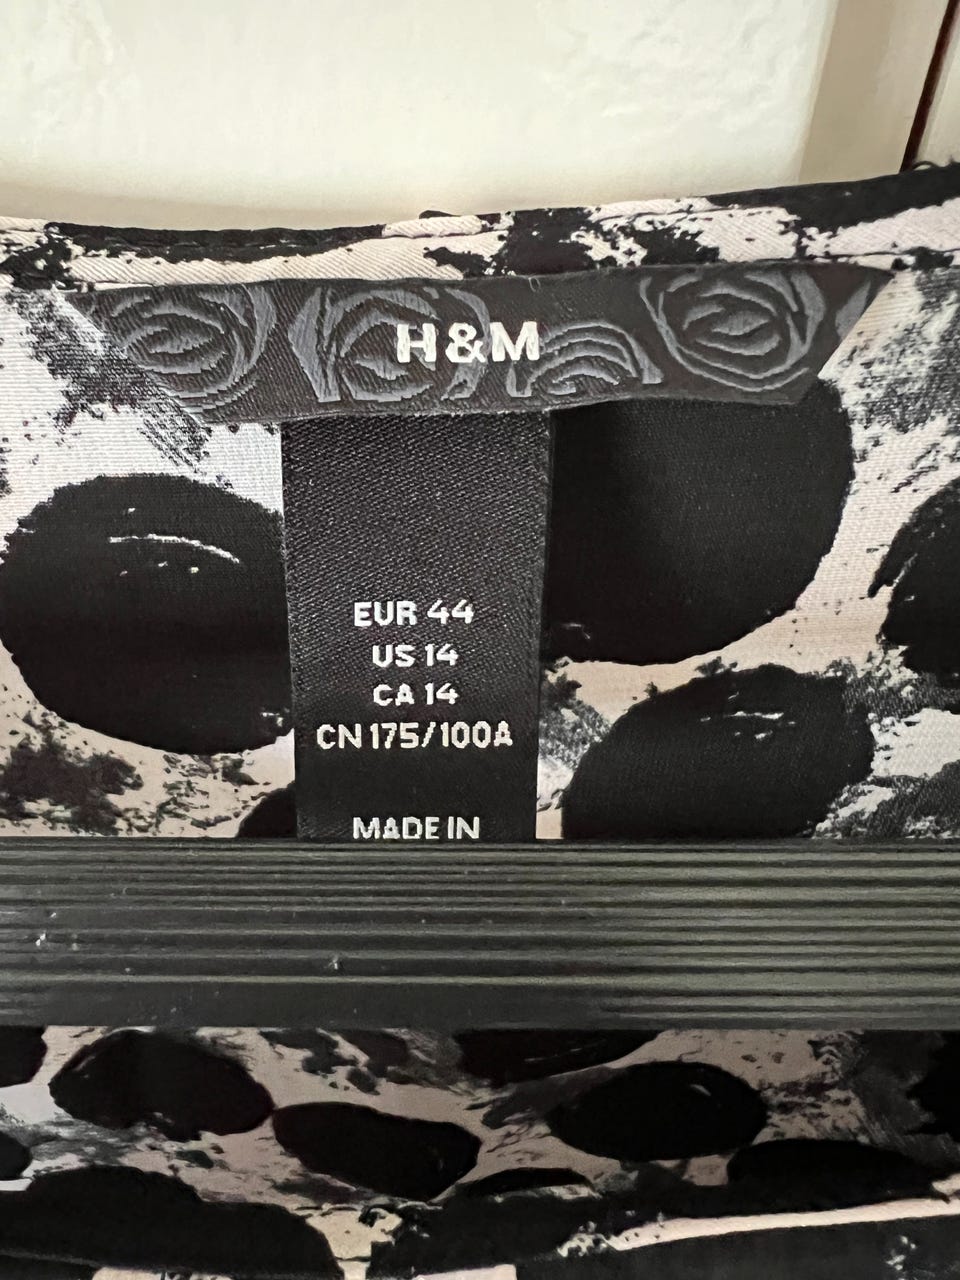 H&M
EUR 44
US 14
CA 14
CN 175/100A
MADE IN